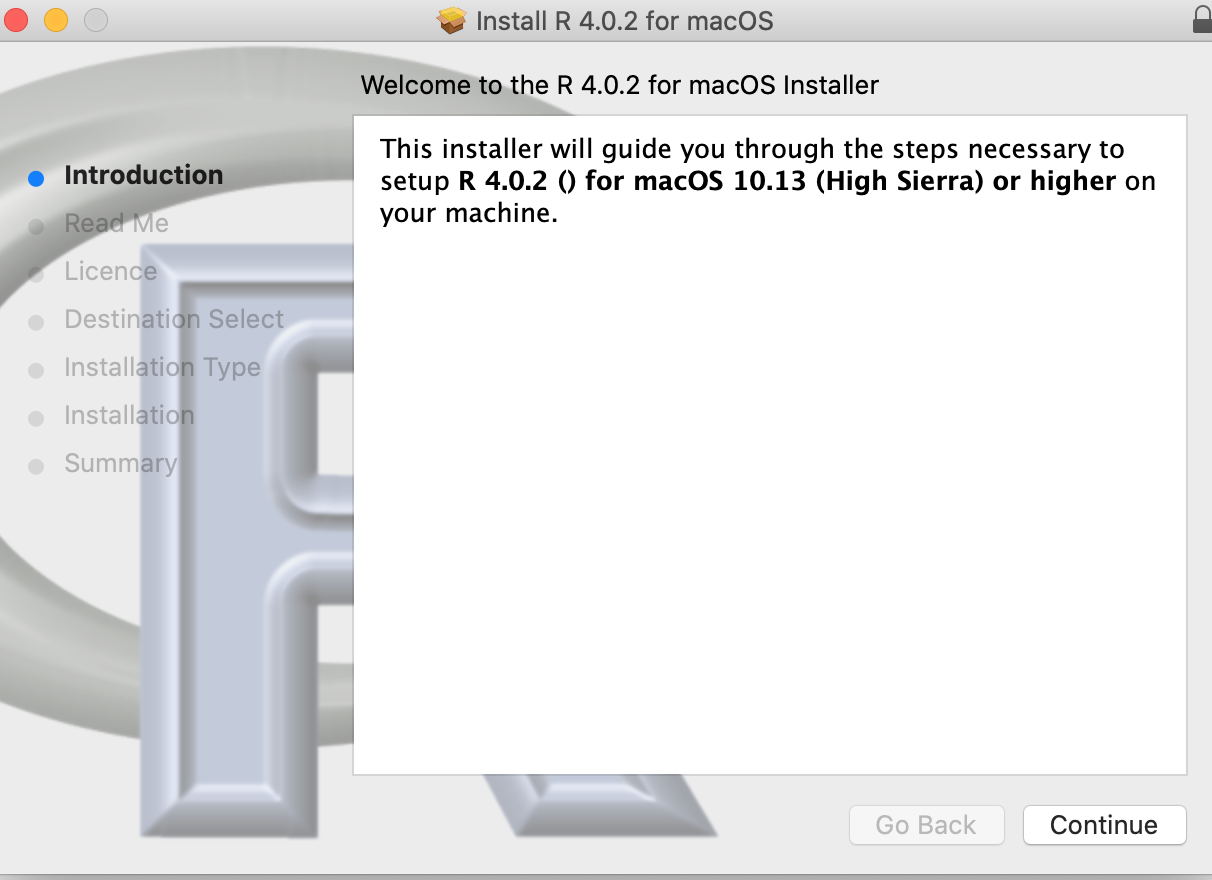 Install R 4.0.2 for macOS
Welcome to the R 4.0.2 for macOS Installer
Introduction
Read Me
Licence
Destination Select
Installation Type
Installation
Summary
This installer will guide you through the steps necessary to
setup R 4.0.2 () for macOS 10.13 (High Sierra) or higher on
your machine.
R
Go Back
Continue